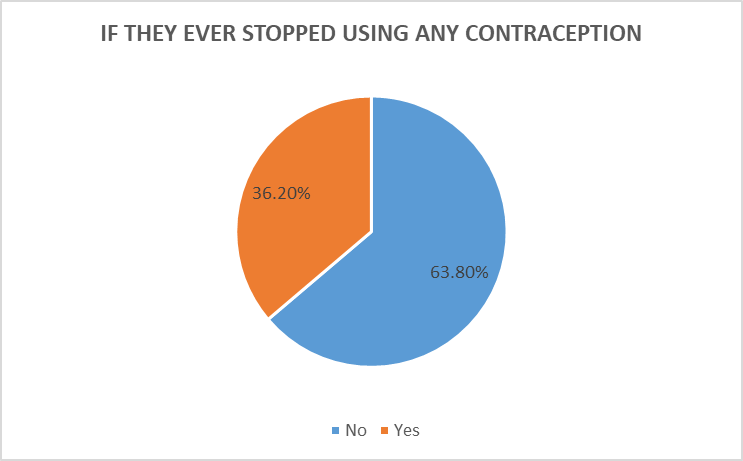 IF THEY EVER STOPPED USING ANY CONTRACEPTION
36.20%
63.80%
No Yes